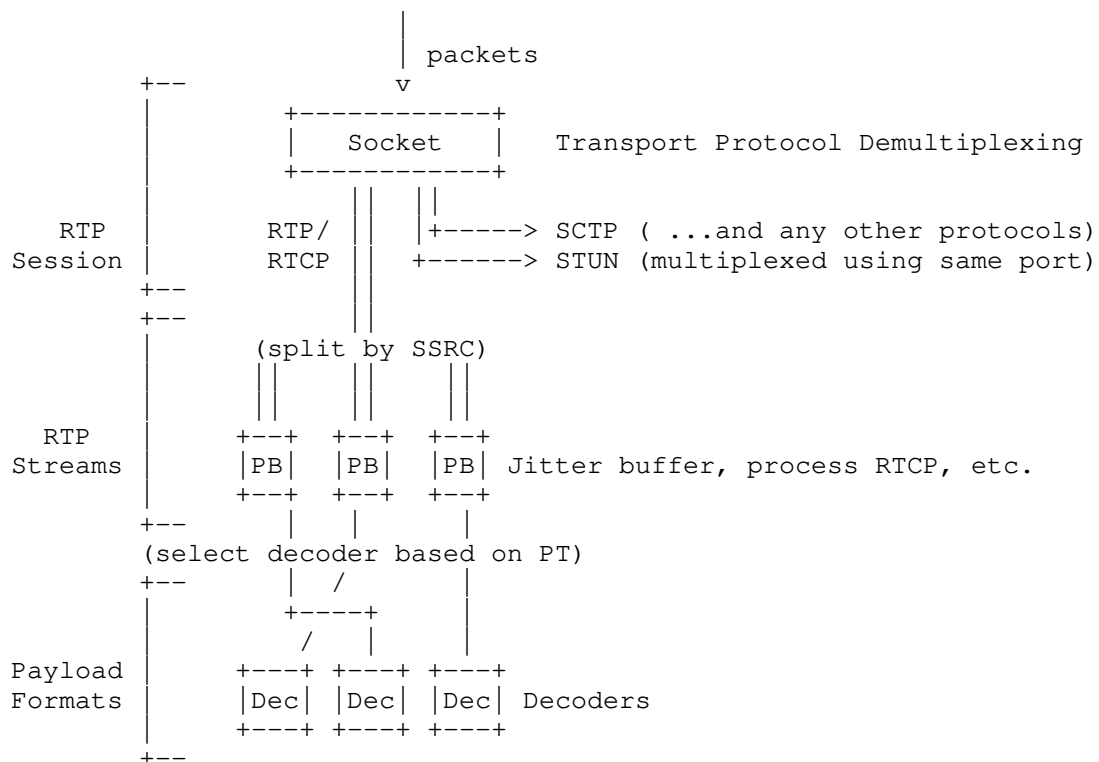 packets
Socket Transport Protocol Demultiplexing
RTP RTP/ SCTP ( ...and any other protocols)
Session RTCP STUN (multiplexed using same port)
(split by SSRC)
RTP
Streams PB PB PB Jitter buffer, process RTCP, etc.
(select decoder based on PT)
Payload
Formats Dec Dec Dec Decoders